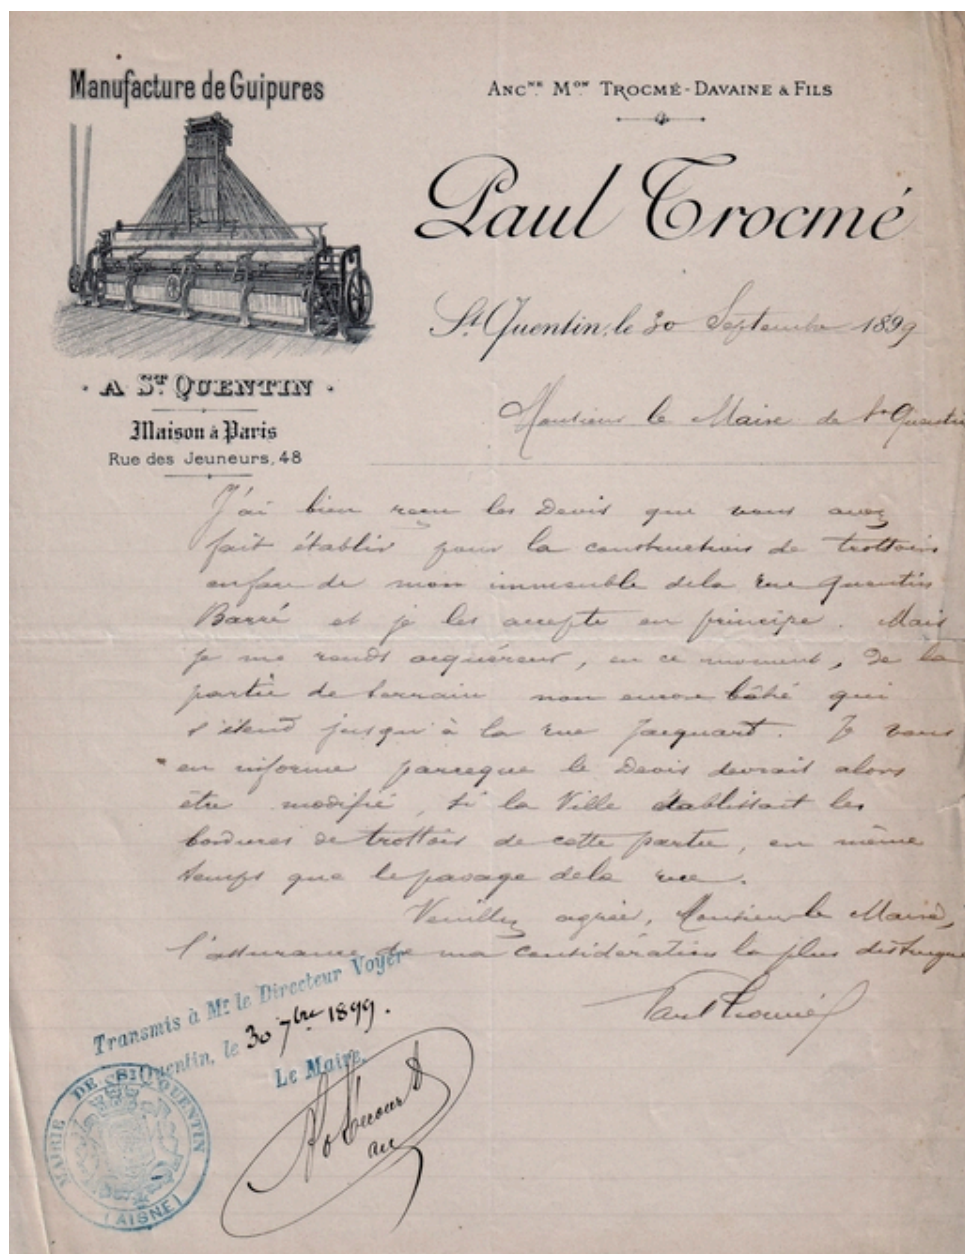 Manufacture de Guipures
ANC.NE M.ON TROCMÉ-DAVAINE & FILS
Paul Trocmé
St Quentin, le 30 Septembre 1899
· A ST QUENTIN ·
Maison à Paris
Rue des Jeuneurs, 48
Monsieur le Maire de St Quentin
J'ai bien reçu les Devis que vous avez
fait établir pour la construction de trottoirs
en face de mon immeuble de la rue Quentin
Barré et je les accepte en principe. Mais
je me rends acquéreur, en ce moment, de la
partie de terrain non encore bâtie qui
s'étend jusqu'à la rue Jacquart. Je vous
en informe parceque le Devis devrait alors
être modifié, si la Ville établissait les
bordures de trottoir de cette partie, en même
temps que le pavage de la rue.
Veuillez agréer, Monsieur le Maire,
l'assurance de ma considération la plus distinguée
Paul Trocmé
Transmis à Mr le Directeur Voyer
St Quentin, le 30 7bre 1899.
Le Maire,
MAIRIE DE ST QUENTIN
(AISNE)